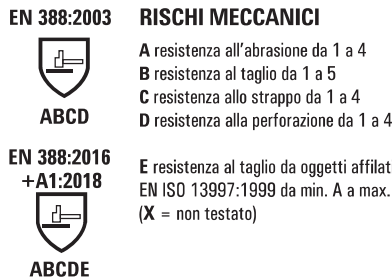 EN 388:2003
RISCHI MECCANICI
A resistenza all'abrasione da 1 a 4
B resistenza al taglio da 1 a 5
C resistenza allo strappo da 1 a 4
D resistenza alla perforazione da 1 a 4
ABCD
EN 388:2016
+A1:2018
E resistenza al taglio da oggetti affilat
EN ISO 13997:1999 da min. A a max.
(X = non testato)
ABCDE